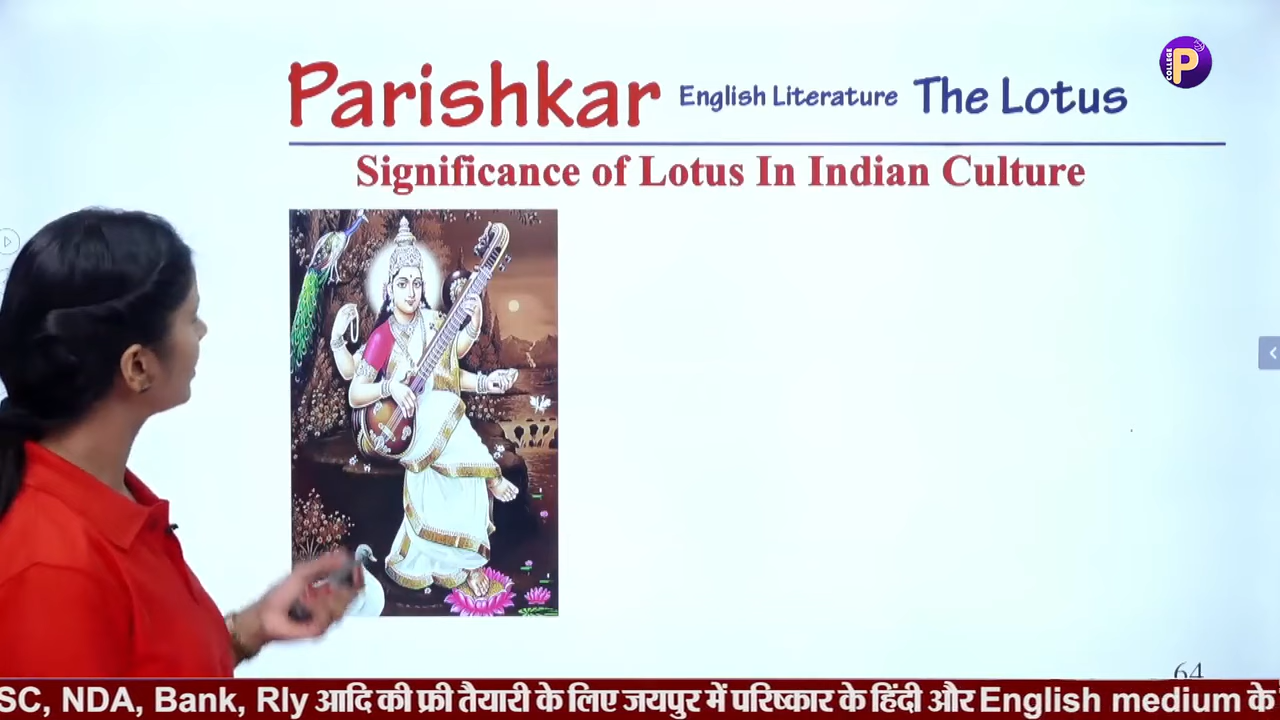 Parishkar English Literature The Lotus
COLLEGE P
Significance of Lotus In Indian Culture
64
SC, NDA, Bank, Rly आदि की फ्री तैयारी के लिए जयपुर में परिष्कार के हिंदी और English medium के